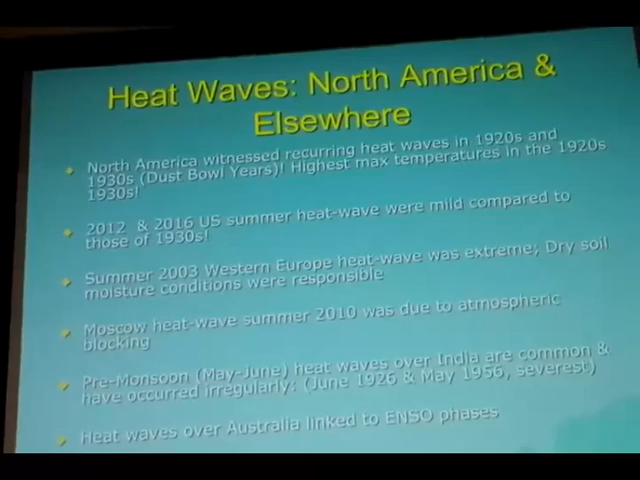 Heat Waves: North America &
Elsewhere
North America witnessed recurring heat waves in 1920s and
1930s (Dust Bowl Years)! Highest max temperatures in the 1920s
1930s!
2012 & 2016 US summer heat-wave were mild compared to
those of 1930s!
Summer 2003 Western Europe heat-wave was extreme; Dry soil
moisture conditions were responsible
Moscow heat-wave summer 2010 was due to atmospheric
blocking
Pre-Monsoon (May-June) heat waves over India are common &
have occurred irregularly: (June 1926 & May 1956, severest)
Heat waves over Australia linked to ENSO phases